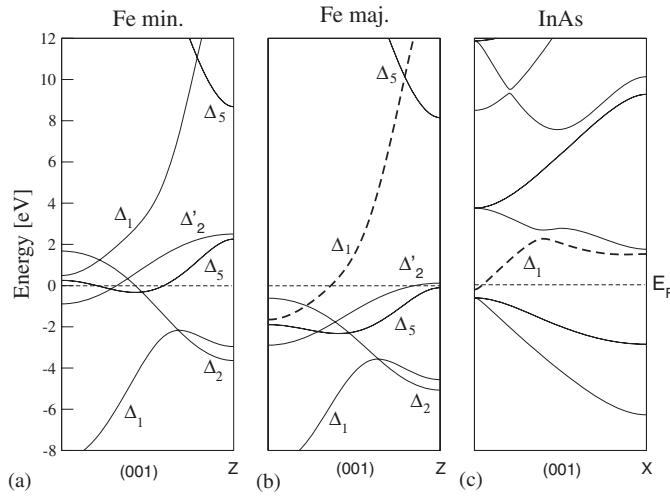 Fe min.
Fe maj.
InAs
Energy [eV]
12
10
8
6
4
2
0
-2
-4
-6
-8
Δ5
Δ1
Δ'2
Δ5
Δ2
Δ1
Δ5
Δ1
Δ'2
Δ5
Δ2
Δ1
Δ1
EF
(a)
(001)
Z
(b)
(001)
Z
(c)
(001)
X